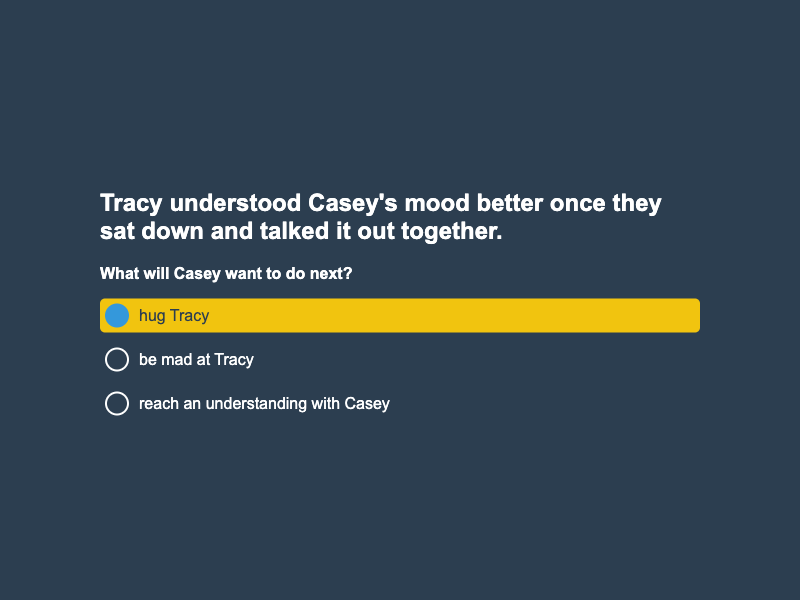 Tracy understood Casey's mood better once they
sat down and talked it out together.
What will Casey want to do next?
hug Tracy
be mad at Tracy
reach an understanding with Casey